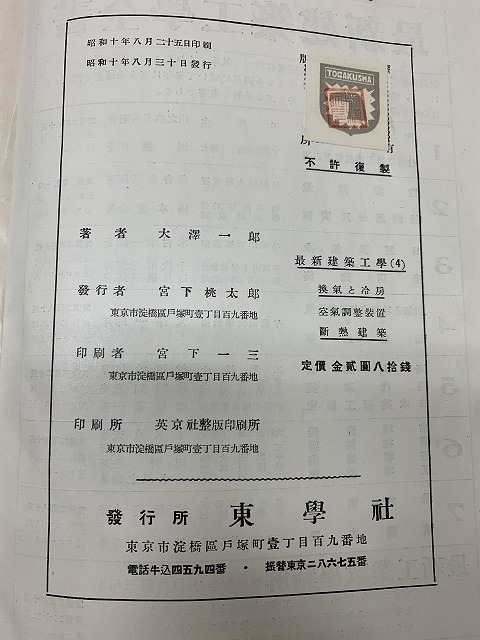 昭和十年八月二十五日印刷
昭和十年八月三十日發行
TOGAKUSHA
不許復製
著者 大澤一郎
最新建築工學(4)
換氣と冷房
空氣調整裝置
斷熱建築
定價 金貳圓八拾錢
發行者 宮下桃太郎
東京市淀橋區戶塚町壹丁目百九番地
印刷者 宮下一三
東京市淀橋區戶塚町壹丁目百九番地
印刷所 英京社整版印刷所
東京市淀橋區戶塚町壹丁目百九番地
發行所 東學社
東京市淀橋區戶塚町壹丁目百九番地
電話牛込四五九四番 · 振替東京二八六七五番